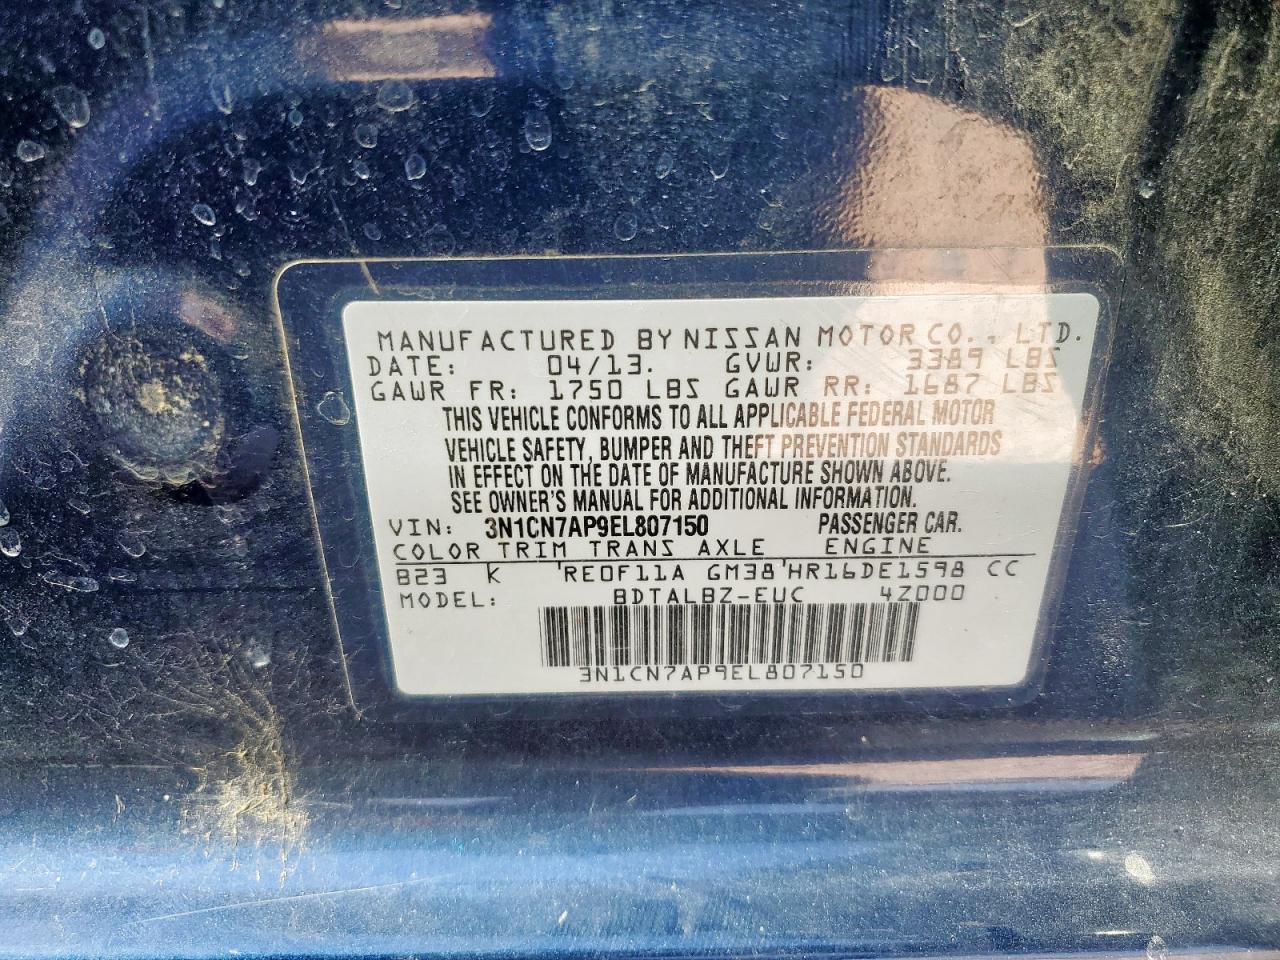 MANUFACTURED BY NISSAN MOTOR CO., LTD.
DATE: 04/13. GVWR: 3389 LBS
GAWR FR: 1750 LBS GAWR RR: 1687 LBS
THIS VEHICLE CONFORMS TO ALL APPLICABLE FEDERAL MOTOR
VEHICLE SAFETY, BUMPER AND THEFT PREVENTION STANDARDS
IN EFFECT ON THE DATE OF MANUFACTURE SHOWN ABOVE.
SEE OWNER'S MANUAL FOR ADDITIONAL INFORMATION.
VIN: 3N1CN7AP9EL807150 PASSENGER CAR.
COLOR TRIM TRANS AXLE ENGINE
B23 K 'RE0F11A GM38'HR16DE1598 CC
MODEL: BDTALBZ-EUC 4Z000
3N1CN7AP9EL807150